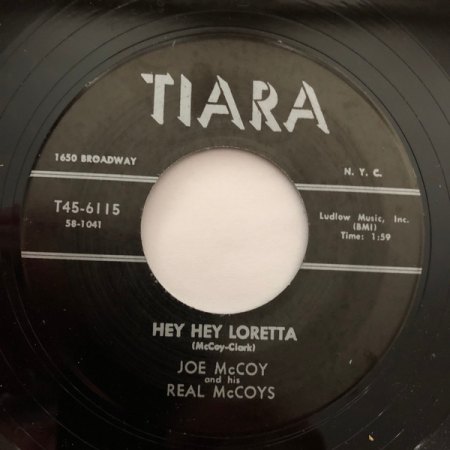 TIARA
1650 BROADWAY
N. Y. C.
T45-6115
58-1041
Ludlow Music, Inc.
(BMI)
Time: 1:59
HEY HEY LORETTA
(McCoy-Clark)
JOE McCOY
and his
REAL McCOYS